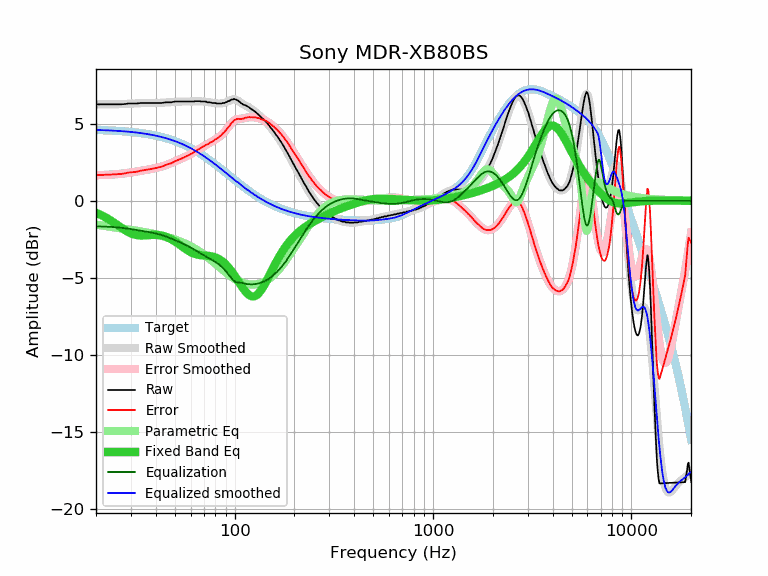 Sony MDR-XB80BS
Amplitude (dBr)
5
0
−5
−10
−15
−20
Target
Raw Smoothed
Error Smoothed
Raw
Error
Parametric Eq
Fixed Band Eq
Equalization
Equalized smoothed
100
1000
10000
Frequency (Hz)